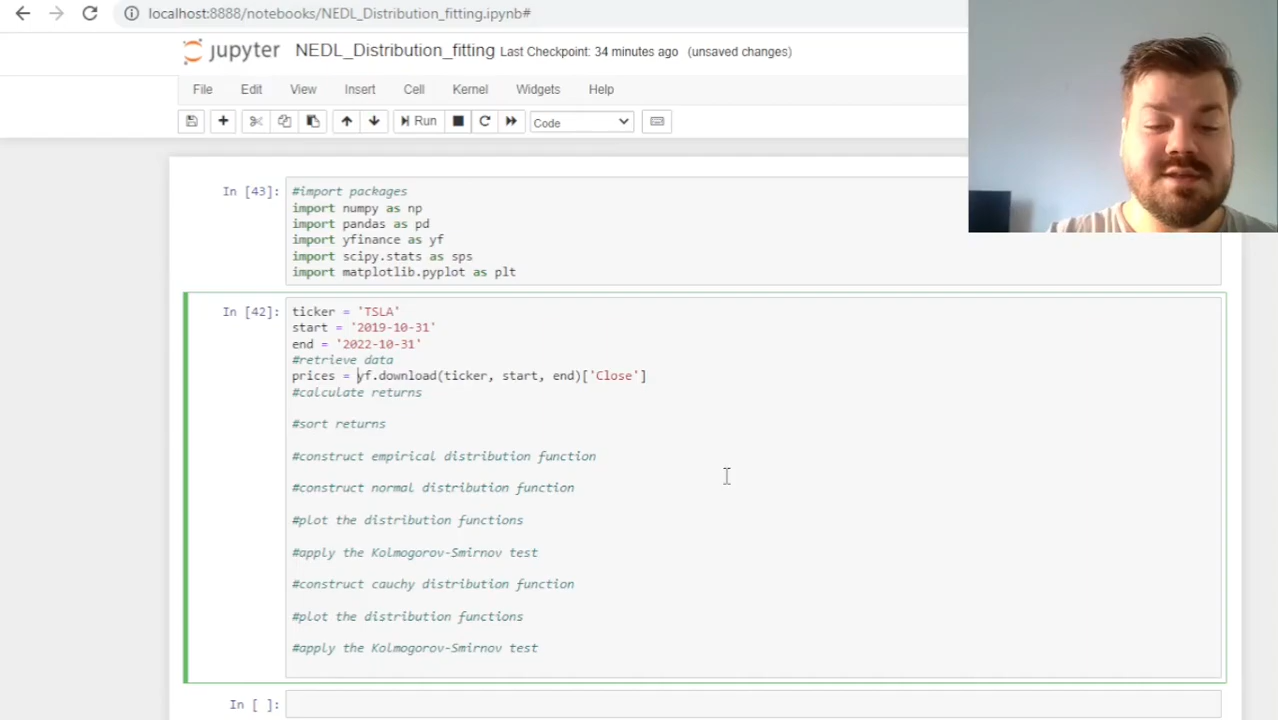 localhost:8888/notebooks/NEDL_Distribution_fitting.ipynb#
jupyter NEDL_Distribution_fitting Last Checkpoint: 34 minutes ago (unsaved changes)
File Edit View Insert Cell Kernel Widgets Help
Run Code
In [43]: #import packages
import numpy as np
import pandas as pd
import yfinance as yf
import scipy.stats as sps
import matplotlib.pyplot as plt
In [42]: ticker = 'TSLA'
start = '2019-10-31'
end = '2022-10-31'
#retrieve data
prices = yf.download(ticker, start, end)['Close']
#calculate returns
#sort returns
#construct empirical distribution function
#construct normal distribution function
#plot the distribution functions
#apply the Kolmogorov-Smirnov test
#construct cauchy distribution function
#plot the distribution functions
#apply the Kolmogorov-Smirnov test
In [ ]: